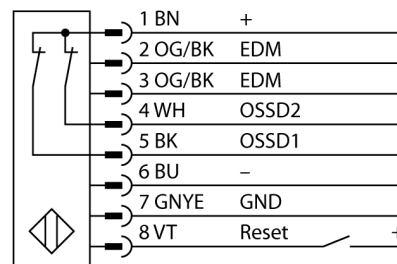 1 BN +
2 OG/BK EDM
3 OG/BK EDM
4 WH OSSD2
5 BK OSSD1
6 BU –
7 GNYE GND
8 VT Reset +